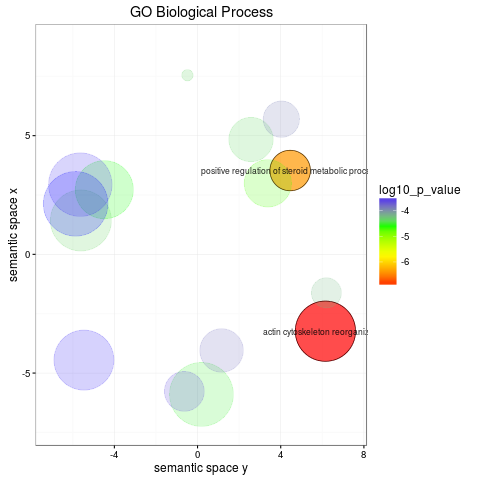 GO Biological Process
positive regulation of steroid metabolic proc
actin cytoskeleton reorganiz
5
0
-5
-4
0
4
8
semantic space y
semantic space x
log10_p_value
-4
-5
-6